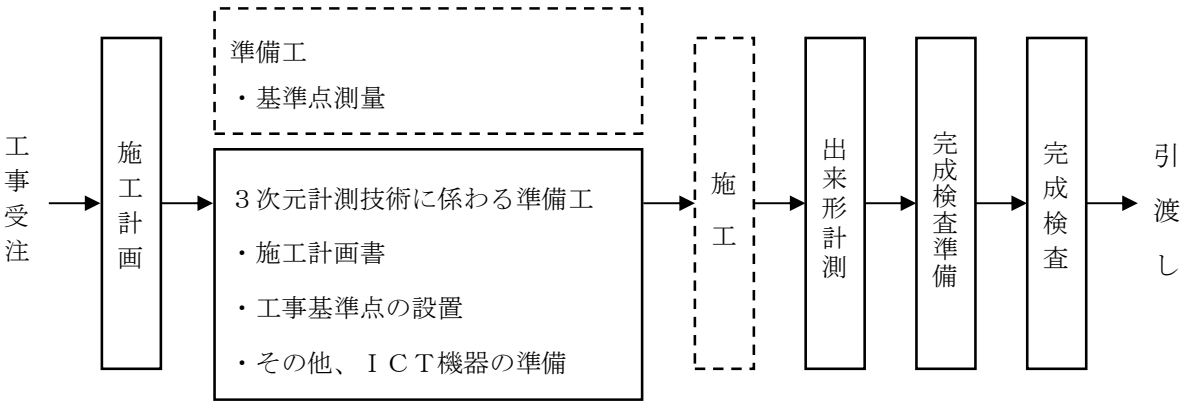 工事受注
施工計画
準備工
・基準点測量
３次元計測技術に係わる準備工
・施工計画書
・工事基準点の設置
・その他、ＩＣＴ機器の準備
施工
出来形計測
完成検査準備
完成検査
引渡し